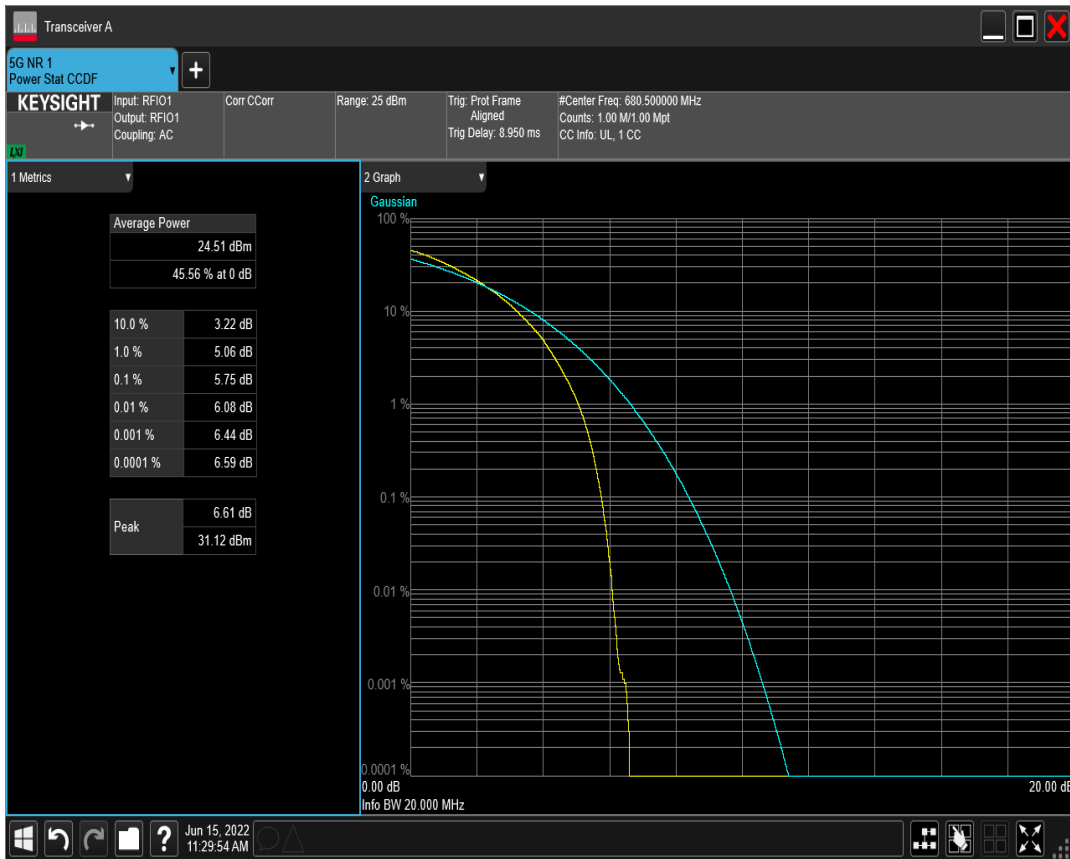 Transceiver A
5G NR 1
Power Stat CCDF
KEYSIGHT
LXI
Input: RFIO1
Output: RFIO1
Coupling: AC
Corr CCorr
Range: 25 dBm
Trig: Prot Frame
Aligned
Trig Delay: 8.950 ms
#Center Freq: 680.500000 MHz
Counts: 1.00 M/1.00 Mpt
CC Info: UL, 1 CC
1 Metrics
Average Power
24.51 dBm
45.56 % at 0 dB
10.0 % 3.22 dB
1.0 % 5.06 dB
0.1 % 5.75 dB
0.01 % 6.08 dB
0.001 % 6.44 dB
0.0001 % 6.59 dB
Peak 6.61 dB
31.12 dBm
2 Graph
Gaussian
100 %
10 %
1 %
0.1 %
0.01 %
0.001 %
0.0001 %
0.00 dB 20.00 dB
Info BW 20.000 MHz
? Jun 15, 2022
11:29:54 AM